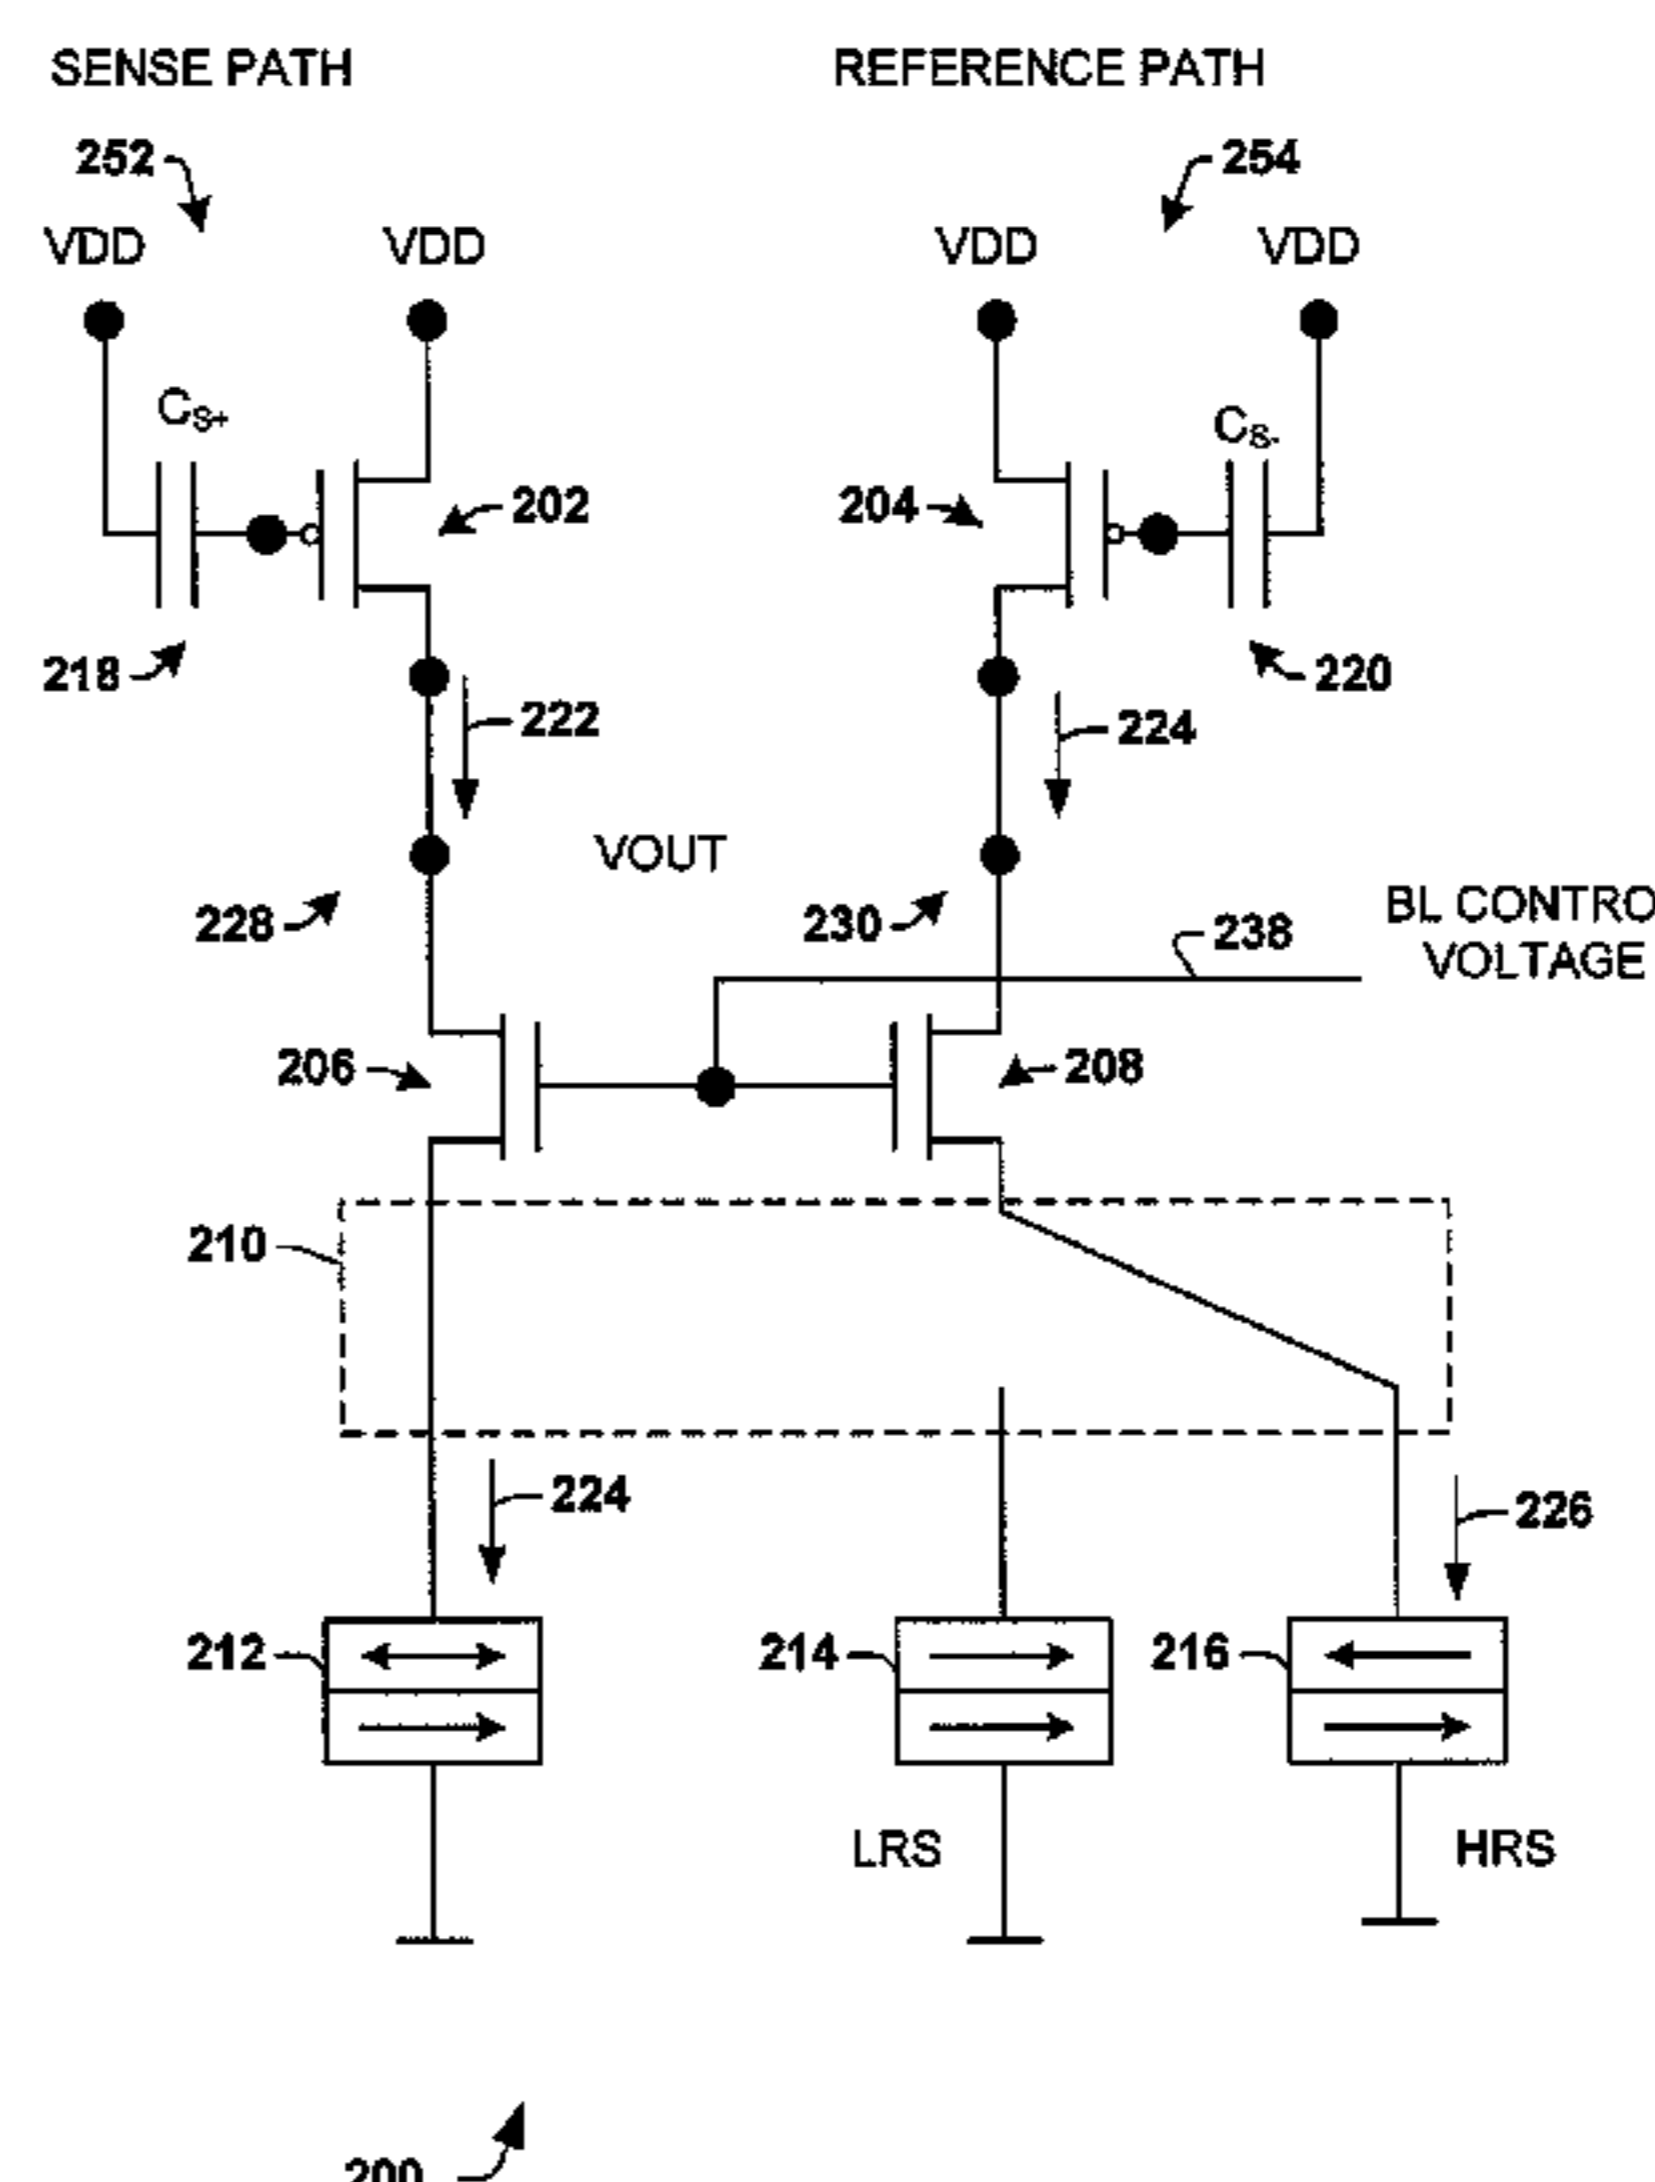 SENSE PATH
REFERENCE PATH
252
254
VDD
VDD
VDD
VDD
CS+
CS-
202
204
218
220
222
224
VOUT
228
230
BL CONTRO
VOLTAGE
238
206
208
210
224
226
212
214
216
LRS
HRS
200